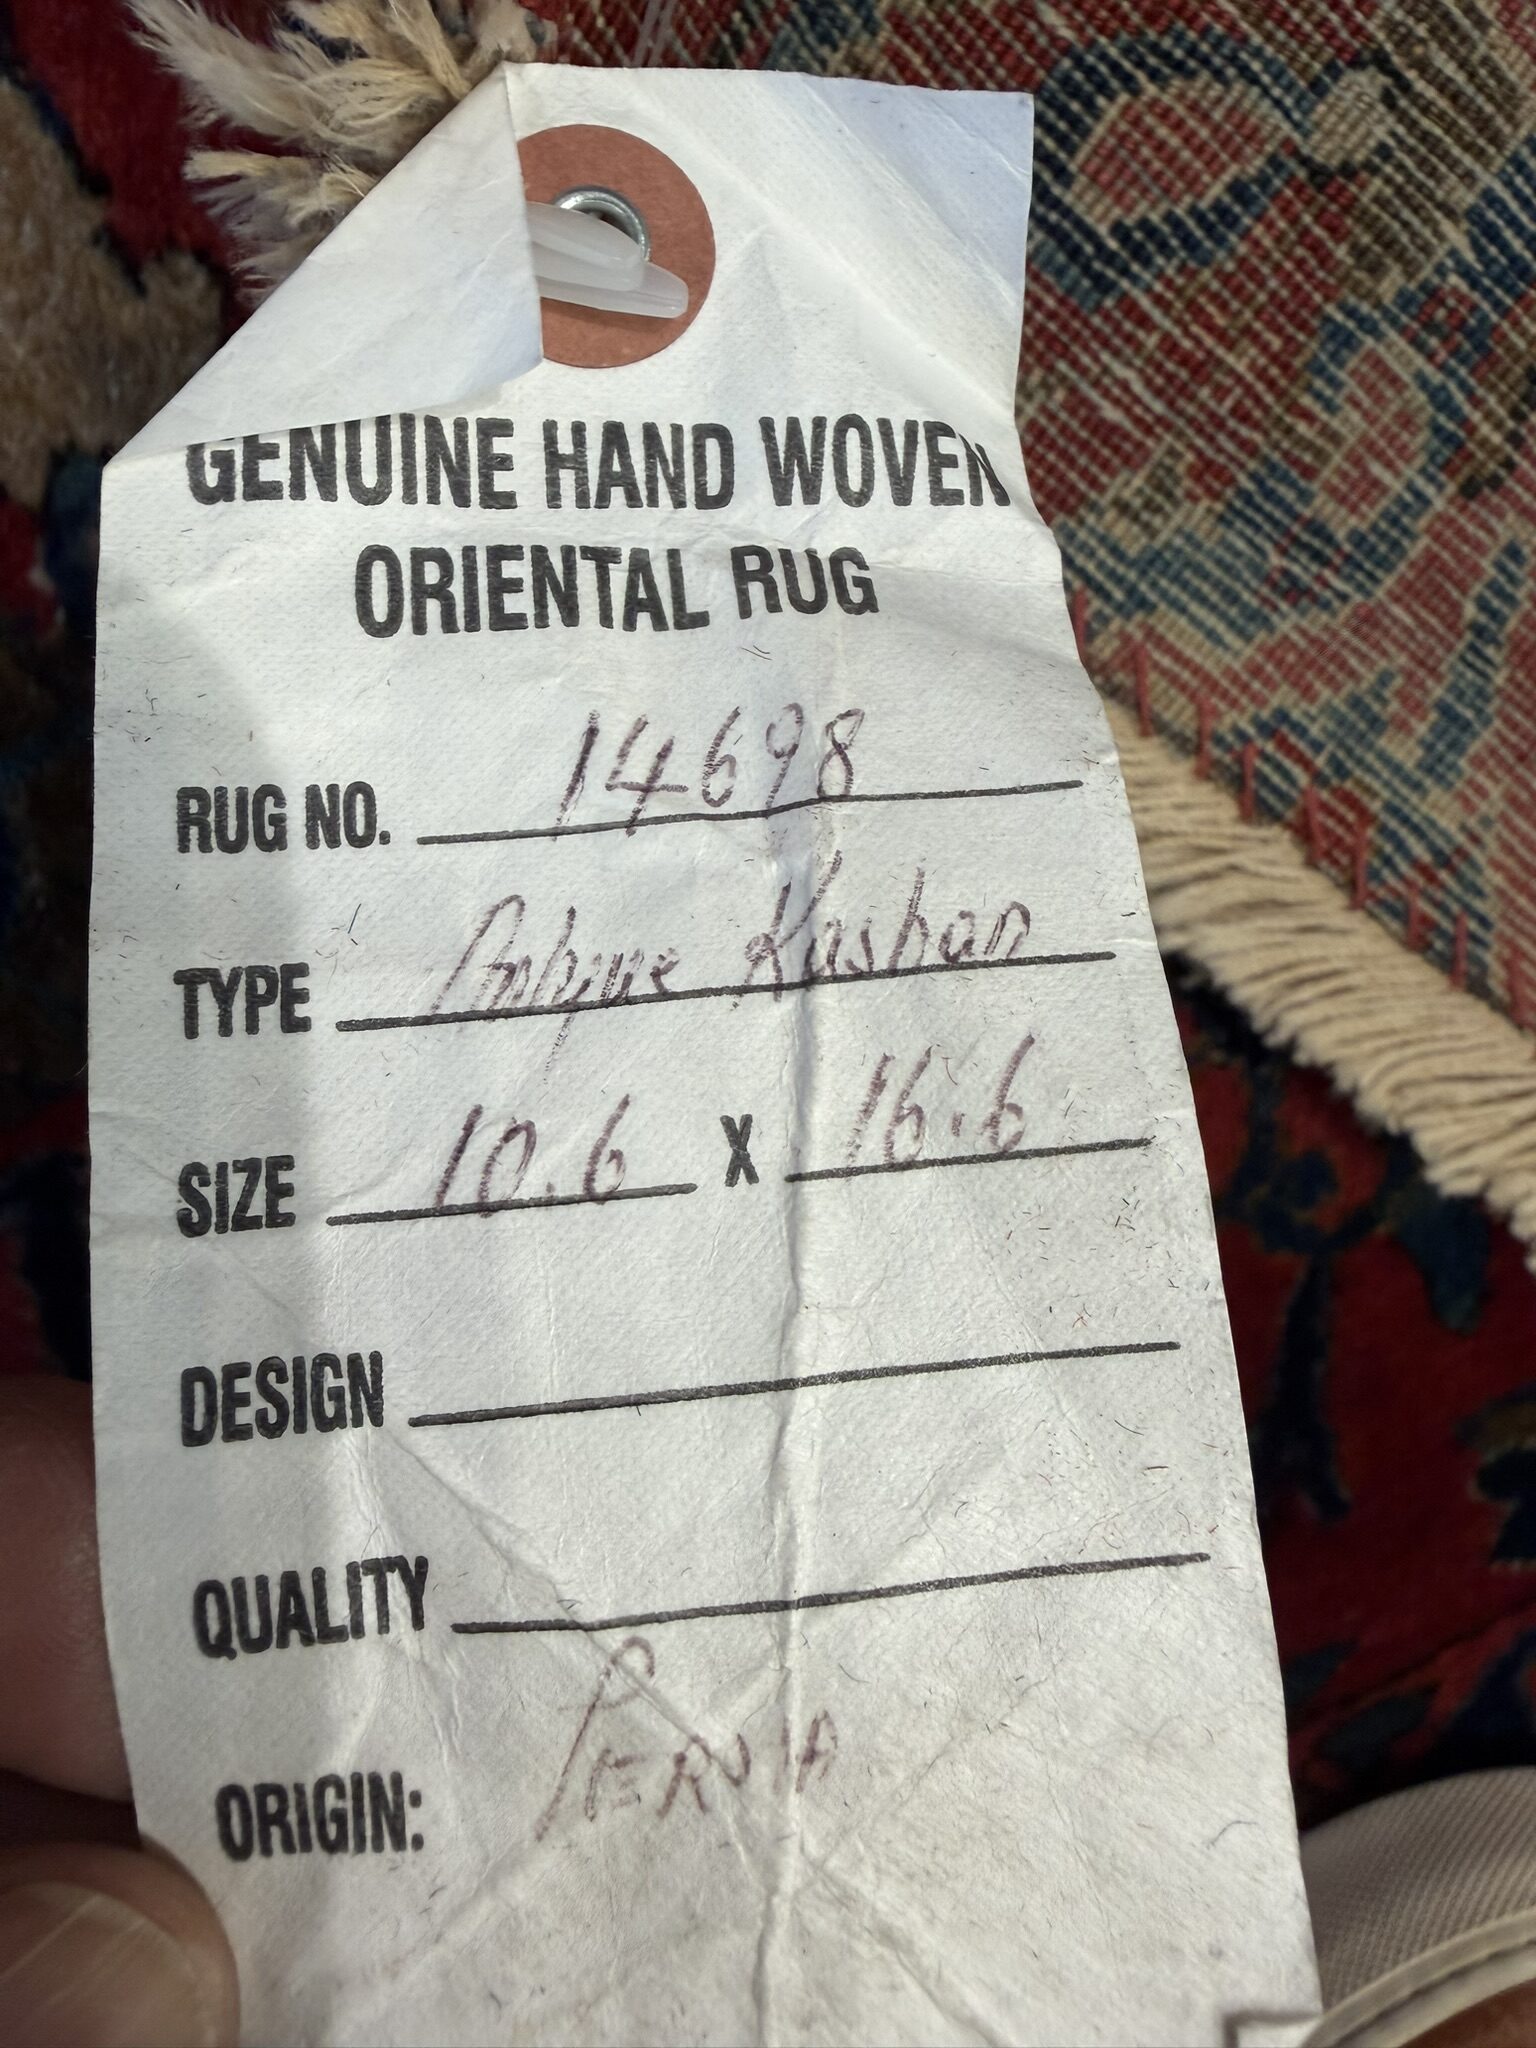 GENUINE HAND WOVEN
ORIENTAL RUG
RUG NO. 14698
TYPE Antique Kashan
SIZE 10.6 X 16.6
DESIGN
QUALITY
ORIGIN: PERSIA